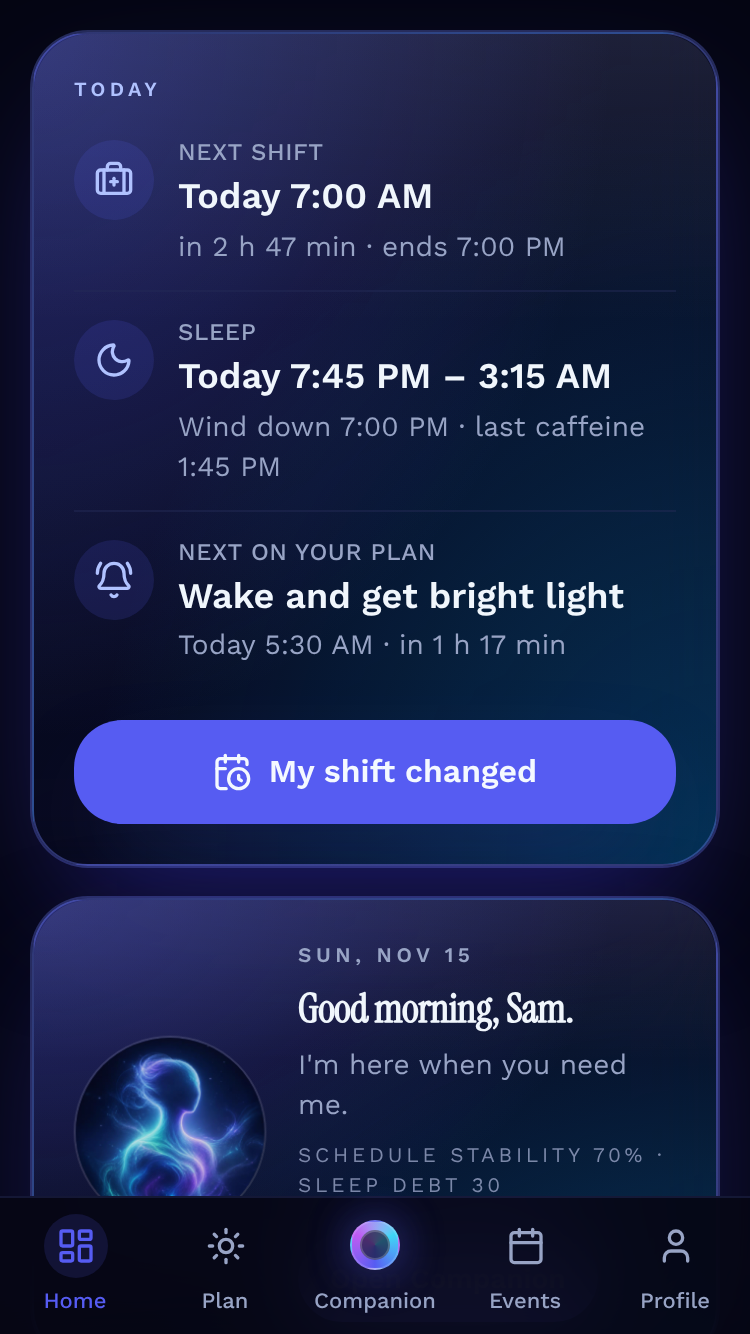 TODAY
NEXT SHIFT
Today 7:00 AM
in 2 h 47 min · ends 7:00 PM
SLEEP
Today 7:45 PM – 3:15 AM
Wind down 7:00 PM · last caffeine
1:45 PM
NEXT ON YOUR PLAN
Wake and get bright light
Today 5:30 AM · in 1 h 17 min
My shift changed
SUN, NOV 15
Good morning, Sam.
I'm here when you need
me.
SCHEDULE STABILITY 70% ·
SLEEP DEBT 30
Home
Plan
Companion
Events
Profile